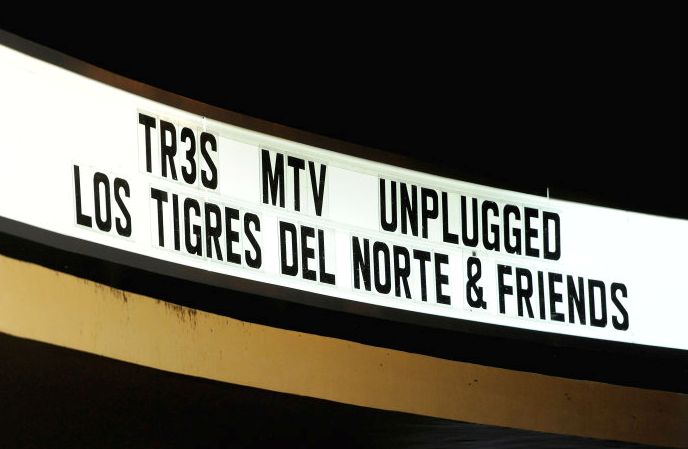 TR3S MTV UNPLUGGED
LOS TIGRES DEL NORTE & FRIENDS